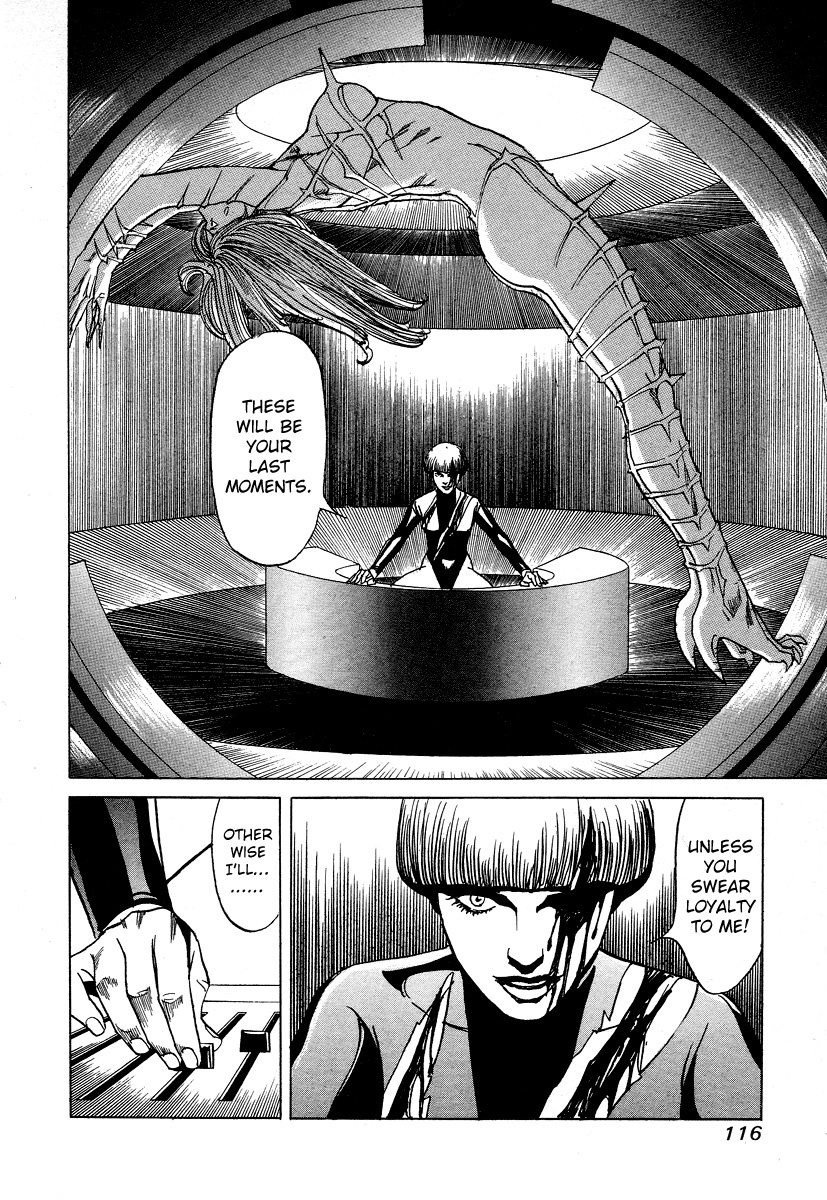 THESE
WILL BE
YOUR
LAST
MOMENTS.
UNLESS
YOU
SWEAR
LOYALTY
TO ME!
OTHER
WISE
I'LL...
......
116